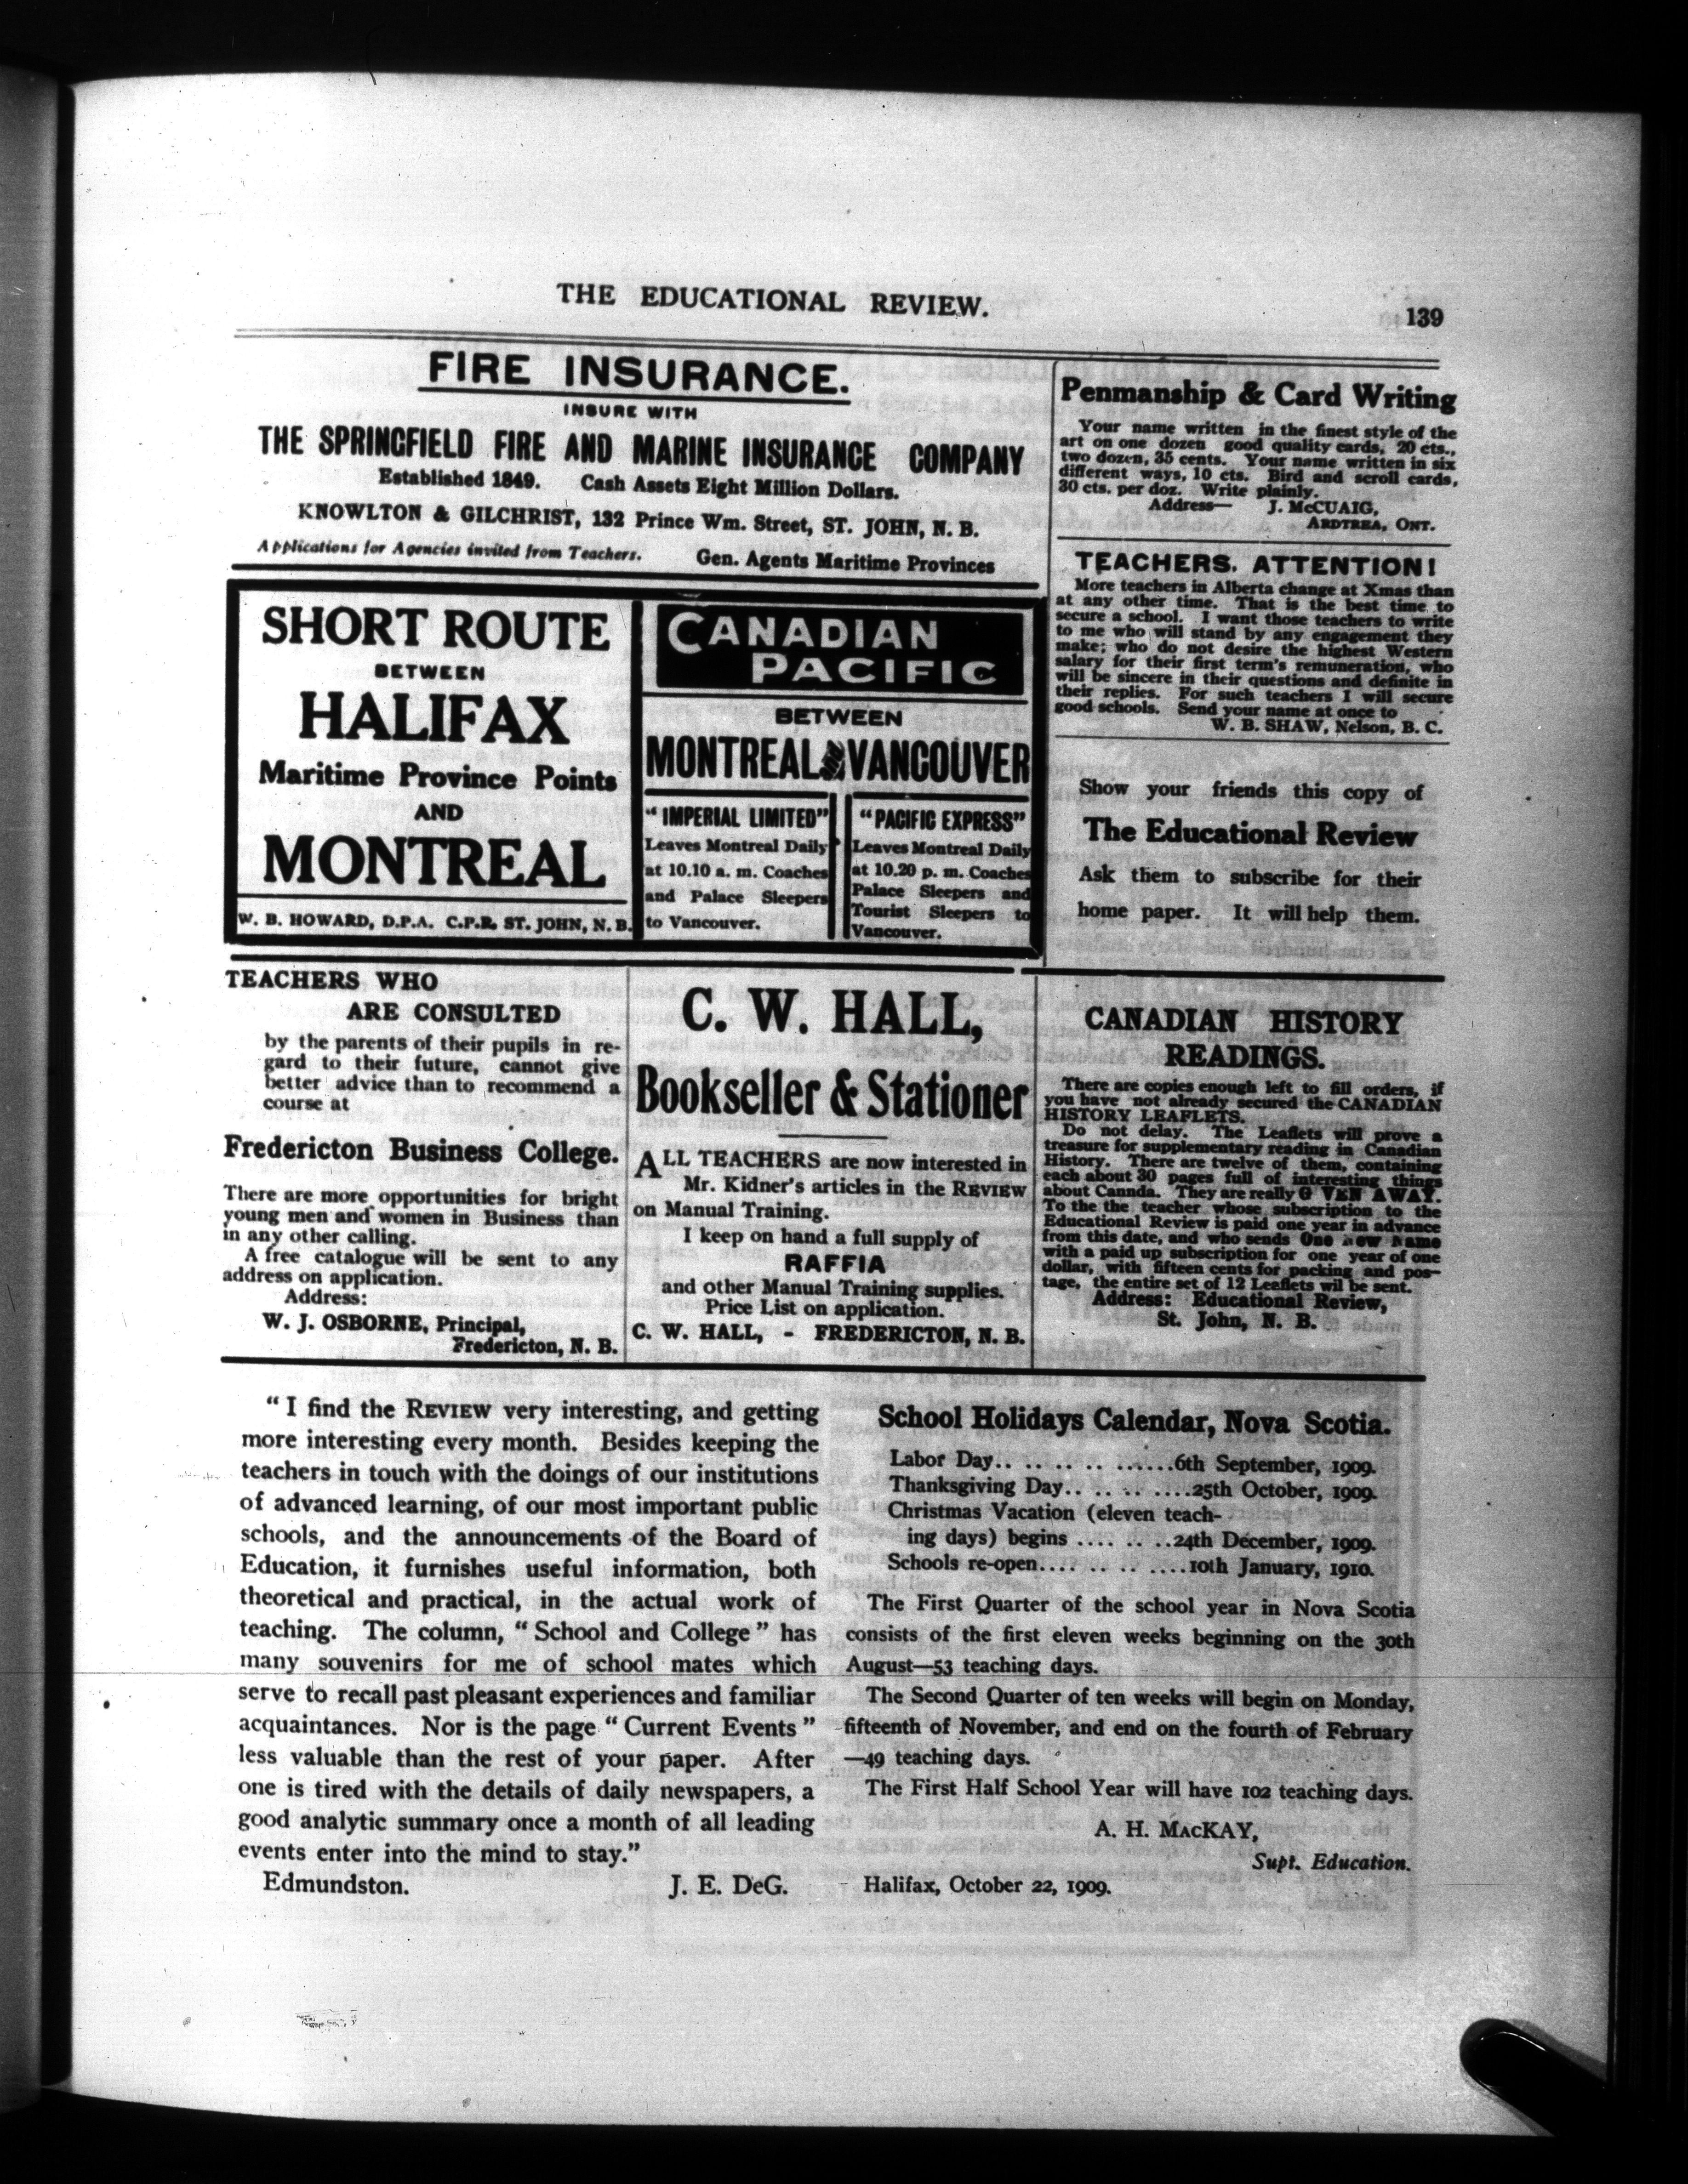 THE EDUCATIONAL REVIEW.
139
FIRE INSURANCE.
INSURE WITH
THE SPRINGFIELD FIRE AND MARINE INSURANCE COMPANY
Established 1849. Cash Assets Eight Million Dollars.
KNOWLTON & GILCHRIST, 132 Prince Wm. Street, ST. JOHN, N. B.
Applications for Agencies invited from Teachers. Gen. Agents Maritime Provinces
SHORT ROUTE
BETWEEN
HALIFAX
Maritime Province Points
AND
MONTREAL
W. B. HOWARD, D.P.A. C.P.R, ST. JOHN, N. B.
CANADIAN
PACIFIC
BETWEEN
MONTREAL AND VANCOUVER
"IMPERIAL LIMITED"
Leaves Montreal Daily
at 10.10 a. m. Coaches
and Palace Sleepers
to Vancouver.
"PACIFIC EXPRESS"
Leaves Montreal Daily
at 10.20 p. m. Coaches
Palace Sleepers and
Tourist Sleepers to
Vancouver.
Penmanship & Card Writing
Your name written in the finest style of the
art on one dozen good quality cards, 20 cts.,
two dozen, 35 cents. Your name written in six
different ways, 10 cts. Bird and scroll cards,
30 cts. per doz. Write plainly.
Address— J. McCUAIG,
ARDTREA, ONT.
TEACHERS. ATTENTION!
More teachers in Alberta change at Xmas than
at any other time. That is the best time to
secure a school. I want those teachers to write
to me who will stand by any engagement they
make; who do not desire the highest Western
salary for their first term's remuneration, who
will be sincere in their questions and definite in
their replies. For such teachers I will secure
good schools. Send your name at once to
W. B. SHAW, Nelson, B. C.
Show your friends this copy of
The Educational Review
Ask them to subscribe for their
home paper. It will help them.
TEACHERS WHO
ARE CONSULTED
by the parents of their pupils in re-
gard to their future, cannot give
better advice than to recommend a
course at
Fredericton Business College.
There are more opportunities for bright
young men and women in Business than
in any other calling.
A free catalogue will be sent to any
address on application.
Address:
W. J. OSBORNE, Principal,
Fredericton, N. B.
C. W. HALL,
Bookseller & Stationer
ALL TEACHERS are now interested in
Mr. Kidner's articles in the REVIEW
on Manual Training.
I keep on hand a full supply of
RAFFIA
and other Manual Training supplies.
Price List on application.
C. W. HALL, - FREDERICTON, N. B.
CANADIAN HISTORY
READINGS.
There are copies enough left to fill orders, if
you have not already secured the CANADIAN
HISTORY LEAFLETS.
Do not delay. The Leaflets will prove a
treasure for supplementary reading in Canadian
History. There are twelve of them, containing
each about 30 pages full of interesting things
about Cannda. They are really G VEN AWAY.
To the the teacher whose subscription to the
Educational Review is paid one year in advance
from this date, and who sends One new name
with a paid up subscription for one year of one
dollar, with fifteen cents for packing and pos-
tage, the entire set of 12 Leaflets wil be sent.
Address: Educational Review,
St. John, N. B.
"I find the REVIEW very interesting, and getting
more interesting every month. Besides keeping the
teachers in touch with the doings of our institutions
of advanced learning, of our most important public
schools, and the announcements of the Board of
Education, it furnishes useful information, both
theoretical and practical, in the actual work of
teaching. The column, "School and College" has
many souvenirs for me of school mates which
serve to recall past pleasant experiences and familiar
acquaintances. Nor is the page "Current Events"
less valuable than the rest of your paper. After
one is tired with the details of daily newspapers, a
good analytic summary once a month of all leading
events enter into the mind to stay."
Edmundston. J. E. DeG.
School Holidays Calendar, Nova Scotia.
Labor Day.. .. .. .. .. ......6th September, 1909.
Thanksgiving Day.. .. .. ....25th October, 1909.
Christmas Vacation (eleven teach-
ing days) begins .... .. ..24th December, 1909.
Schools re-open.... .. .. .....10th January, 1910.
The First Quarter of the school year in Nova Scotia
consists of the first eleven weeks beginning on the 30th
August—53 teaching days.
The Second Quarter of ten weeks will begin on Monday,
fifteenth of November, and end on the fourth of February
—49 teaching days.
The First Half School Year will have 102 teaching days.
A. H. MACKAY,
Supt. Education.
Halifax, October 22, 1909.